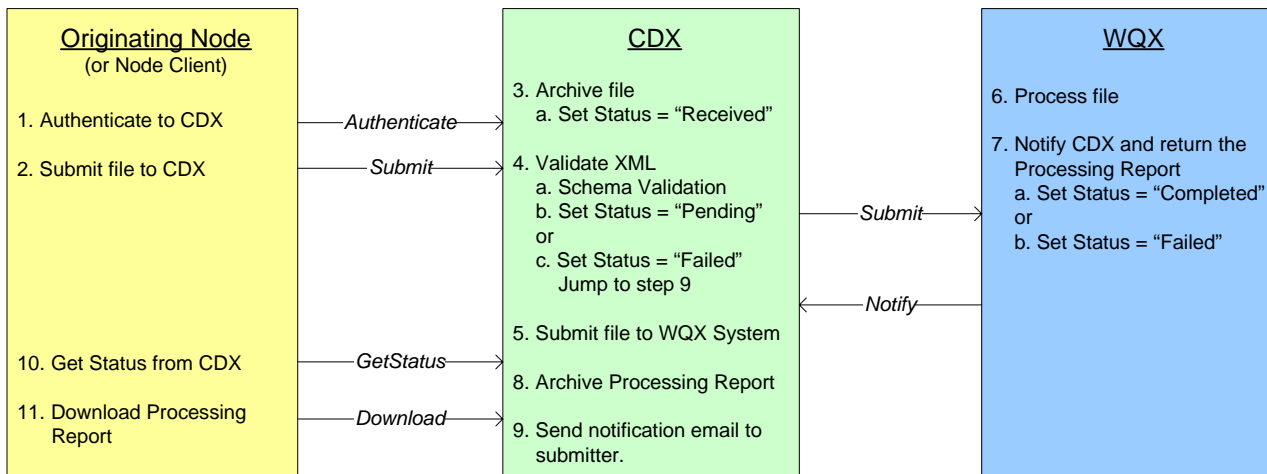 Originating Node
(or Node Client)
1. Authenticate to CDX
2. Submit file to CDX
10. Get Status from CDX
11. Download Processing
Report
Authenticate
Submit
GetStatus
Download
CDX
3. Archive file
a. Set Status = “Received”
4. Validate XML
a. Schema Validation
b. Set Status = “Pending”
or
c. Set Status = “Failed”
Jump to step 9
5. Submit file to WQX System
8. Archive Processing Report
9. Send notification email to
submitter.
Submit
Notify
WQX
6. Process file
7. Notify CDX and return the
Processing Report
a. Set Status = “Completed”
or
b. Set Status = “Failed”